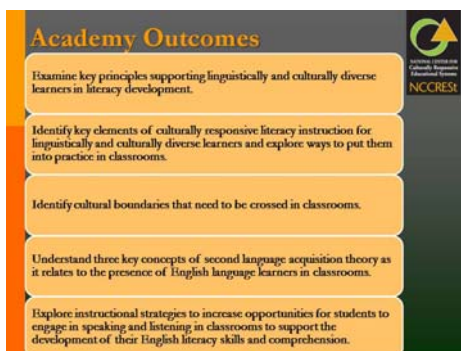 Academy Outcomes
NATIONAL CENTER FOR
Culturally Responsive
Educational Systems
NCCRESt
Examine key principles supporting linguistically and culturally diverse
learners in literacy development.
Identify key elements of culturally responsive literacy instruction for
linguistically and culturally diverse learners and explore ways to put them
into practice in classrooms.
Identify cultural boundaries that need to be crossed in classrooms.
Understand three key concepts of second language acquisition theory as
it relates to the presence of English language learners in classrooms.
Explore instructional strategies to increase opportunities for students to
engage in speaking and listening in classrooms to support the
development of their English literacy skills and comprehension.